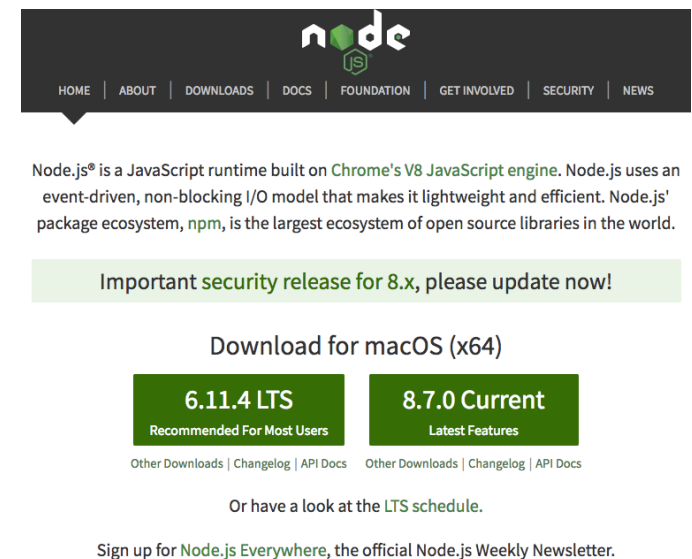 node
JS
HOME | ABOUT | DOWNLOADS | DOCS | FOUNDATION | GET INVOLVED | SECURITY | NEWS
Node.js® is a JavaScript runtime built on Chrome's V8 JavaScript engine. Node.js uses an
event-driven, non-blocking I/O model that makes it lightweight and efficient. Node.js'
package ecosystem, npm, is the largest ecosystem of open source libraries in the world.
Important security release for 8.x, please update now!
Download for macOS (x64)
6.11.4 LTS
Recommended For Most Users
8.7.0 Current
Latest Features
Other Downloads | Changelog | API Docs
Other Downloads | Changelog | API Docs
Or have a look at the LTS schedule.
Sign up for Node.js Everywhere, the official Node.js Weekly Newsletter.